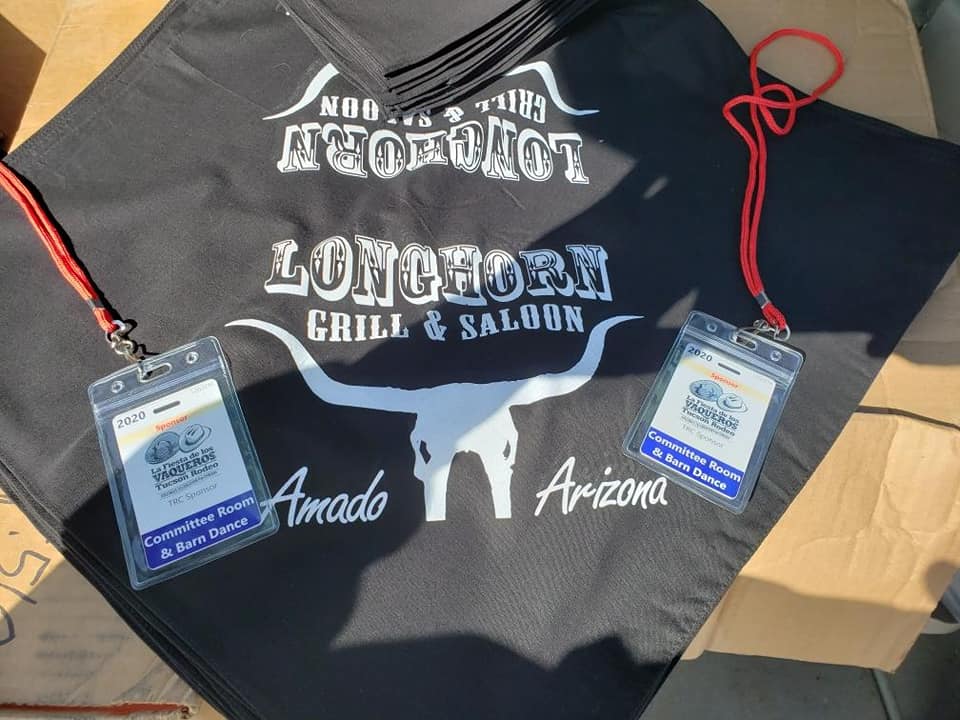 GRILL & SALOON
LONGHORN
LONGHORN
GRILL & SALOON
Amado
Arizona
2020
Sponsor
La Fiesta de los
VAQUEROS
Tucson Rodeo
TRC Sponsor
Committee Room
& Barn Dance
2020
Sponsor
La Fiesta de los
VAQUEROS
Tucson Rodeo
TRC Sponsor
Committee Room
& Barn Dance